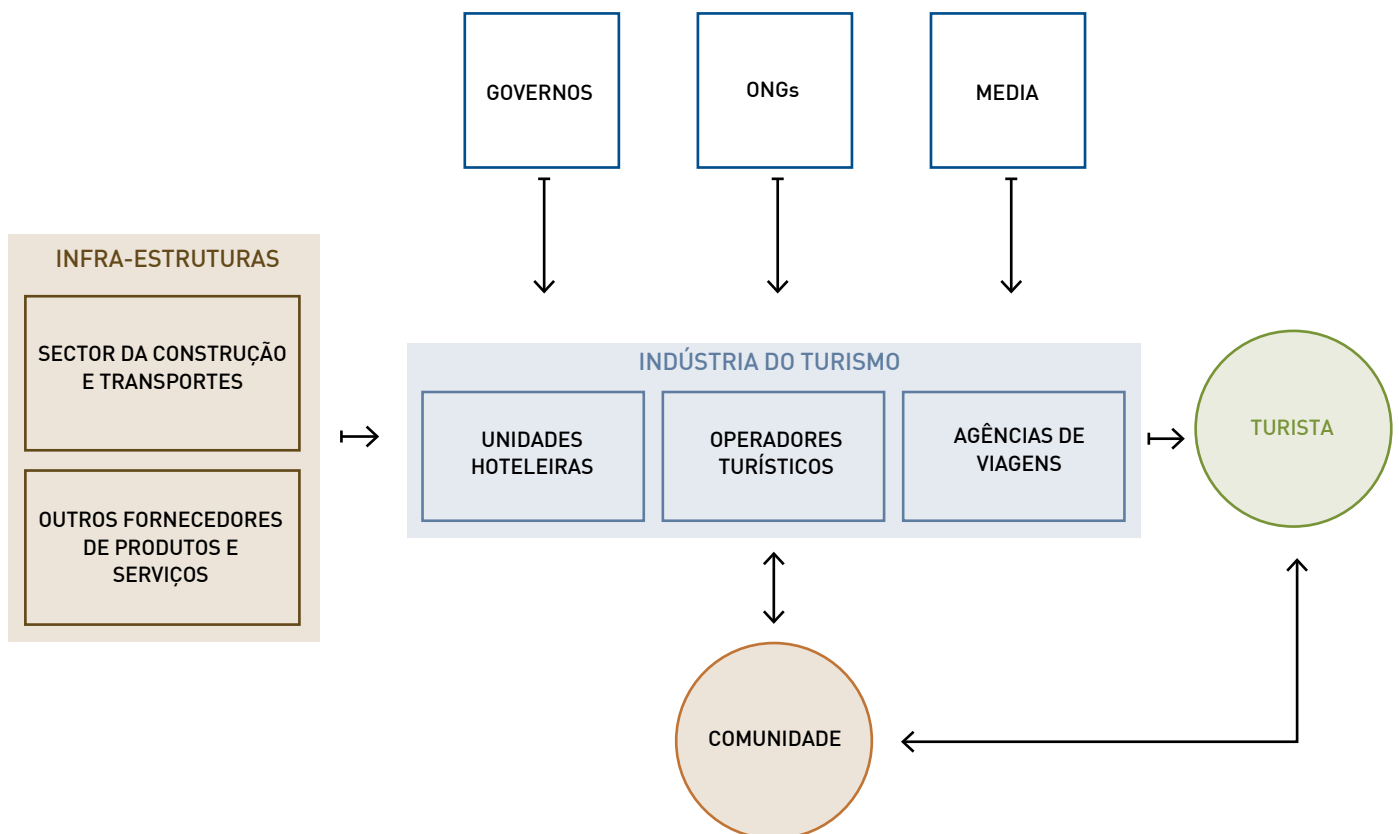 GOVERNOS
ONGs
MEDIA
INFRA-ESTRUTURAS
SECTOR DA CONSTRUÇÃO
E TRANSPORTES
OUTROS FORNECEDORES
DE PRODUTOS E
SERVIÇOS
INDÚSTRIA DO TURISMO
UNIDADES
HOTELEIRAS
OPERADORES
TURÍSTICOS
AGÊNCIAS DE
VIAGENS
TURISTA
COMUNIDADE